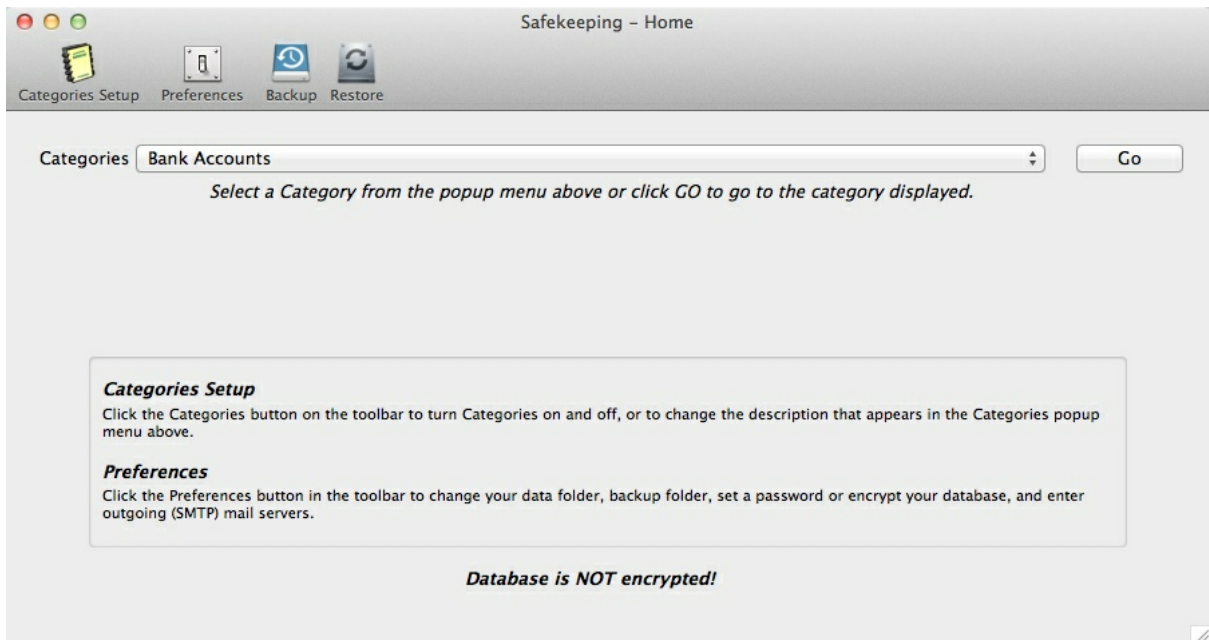 Safekeeping – Home
Categories Setup Preferences Backup Restore
Categories Bank Accounts Go
Select a Category from the popup menu above or click GO to go to the category displayed.
Categories Setup
Click the Categories button on the toolbar to turn Categories on and off, or to change the description that appears in the Categories popup
menu above.
Preferences
Click the Preferences button in the toolbar to change your data folder, backup folder, set a password or encrypt your database, and enter
outgoing (SMTP) mail servers.
Database is NOT encrypted!